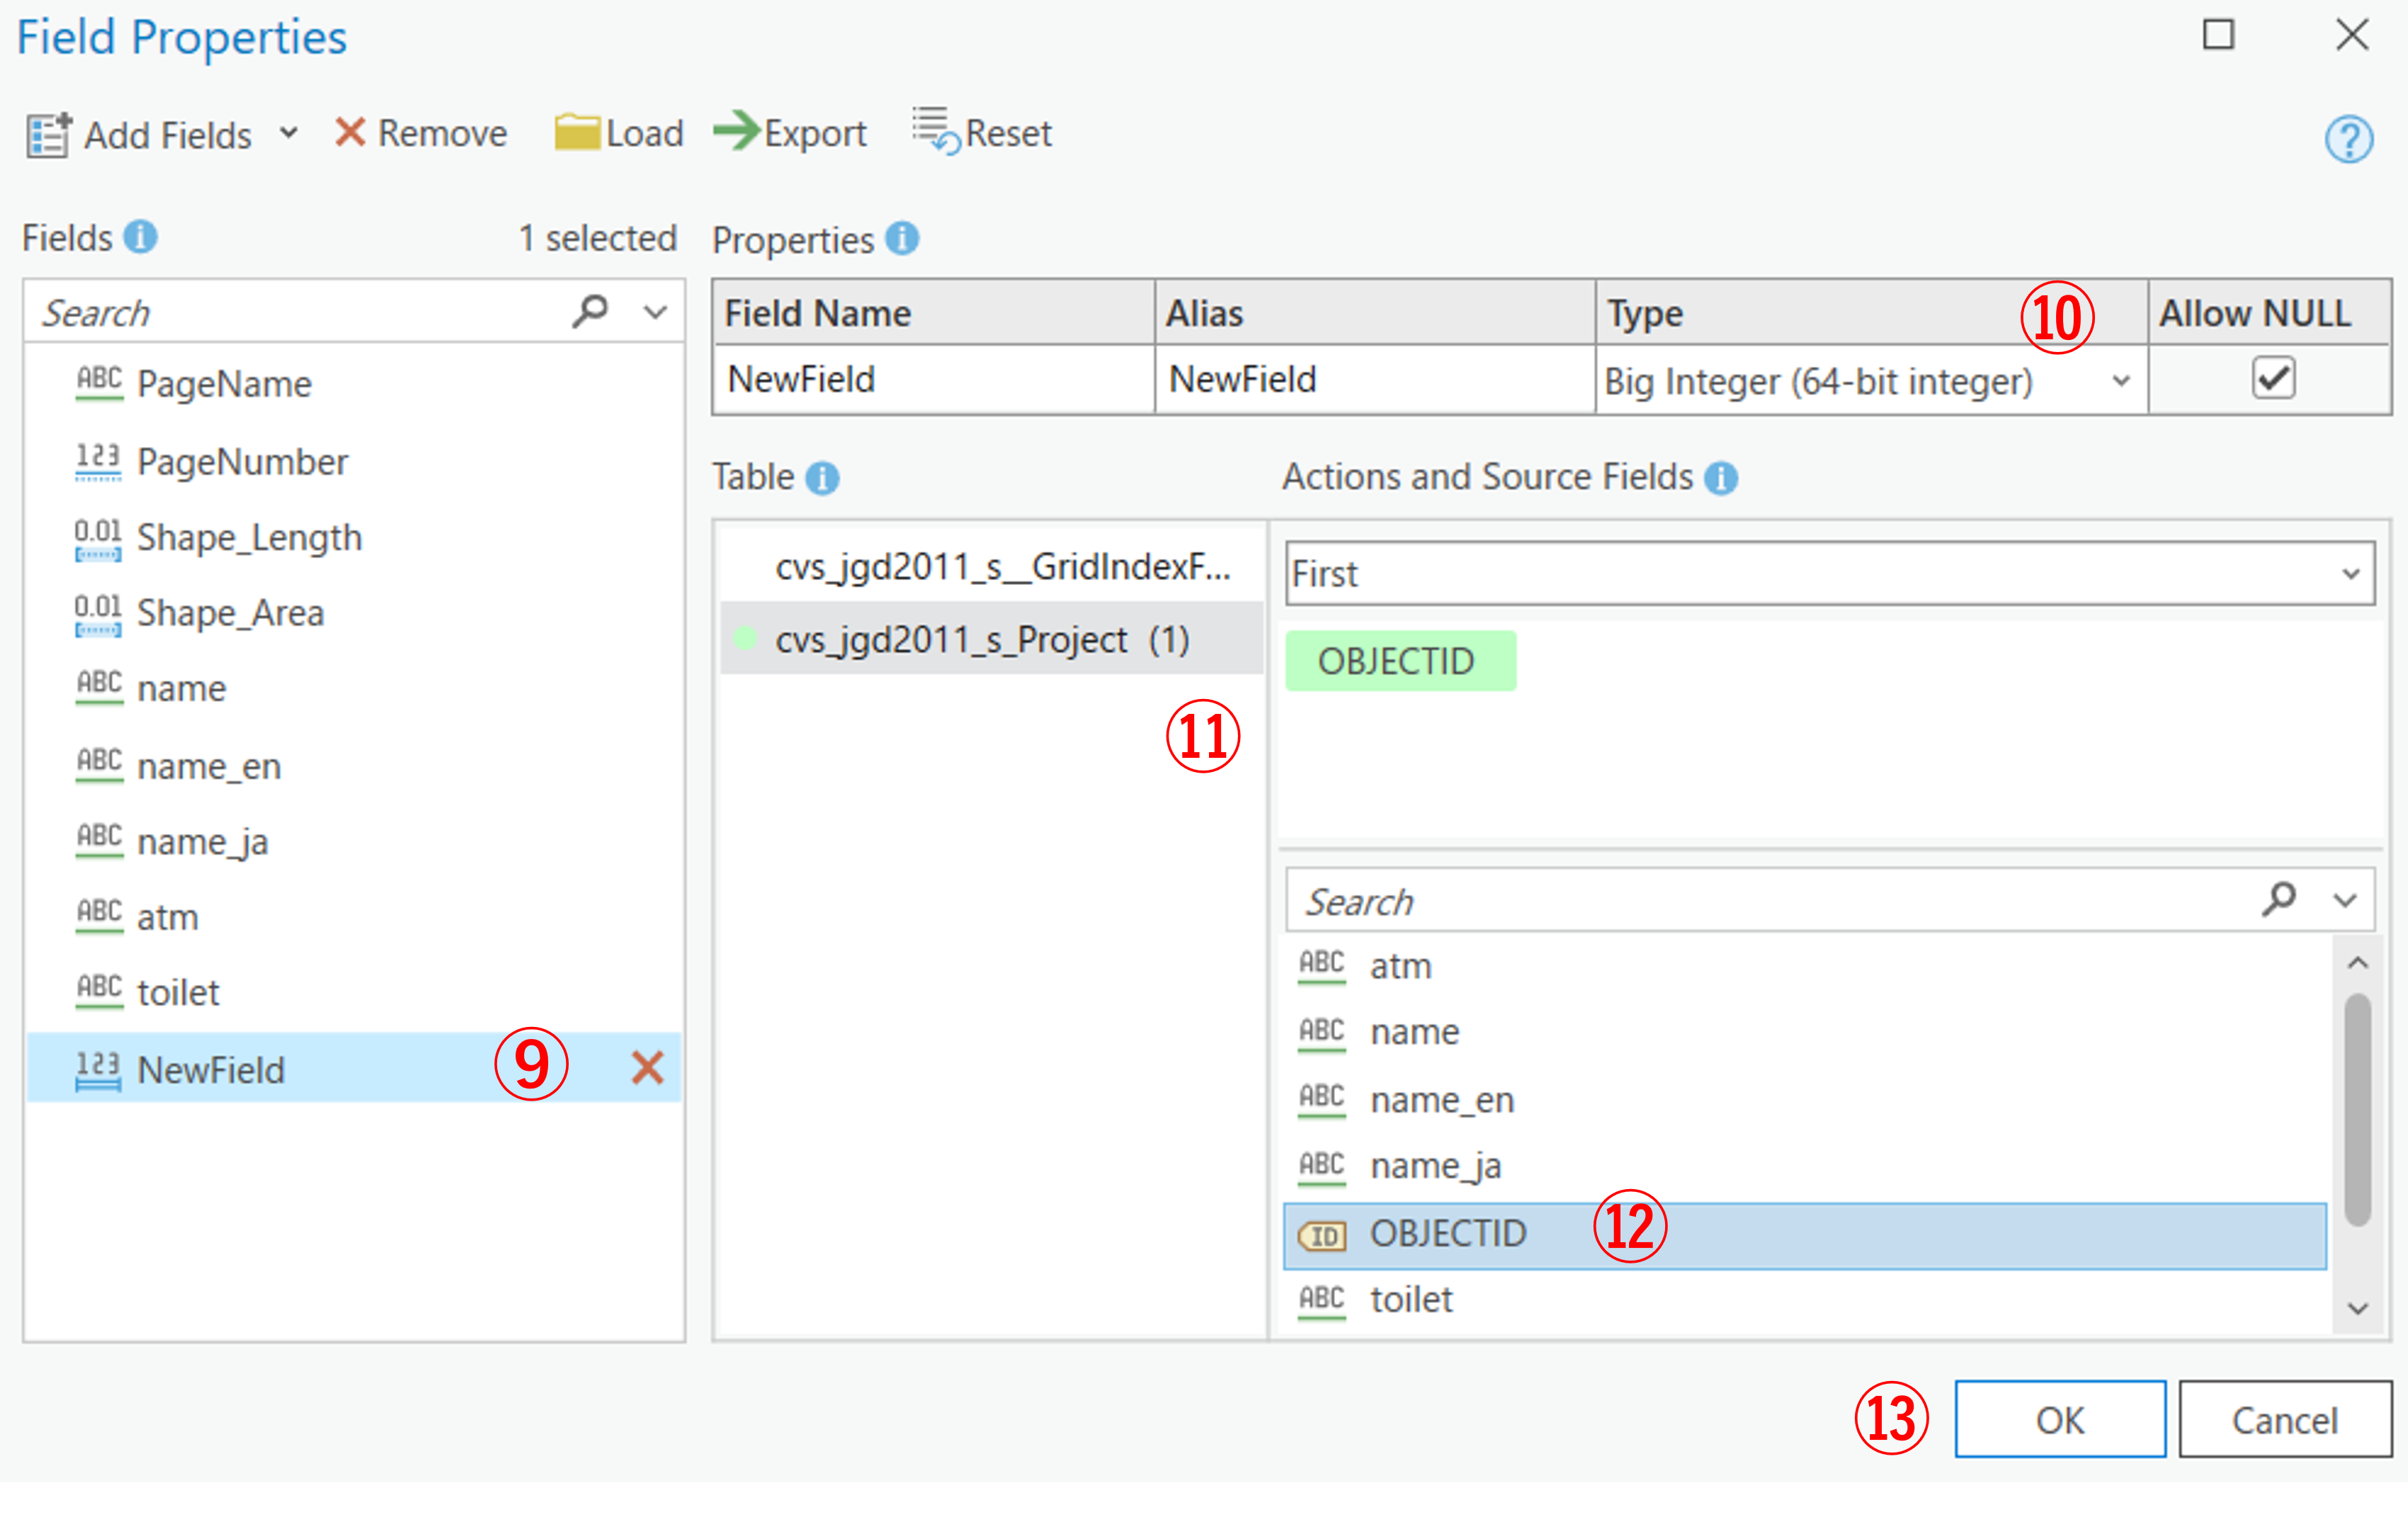 Field Properties
Add Fields Remove Load Export Reset
Fields 1 selected
Search
ABC PageName
123 PageNumber
0.01 Shape_Length
0.01 Shape_Area
ABC name
ABC name_en
ABC name_ja
ABC atm
ABC toilet
123 NewField ⑨
Properties
Field Name Alias Type ⑩ Allow NULL
NewField NewField Big Integer (64-bit integer)
Table
cvs_jgd2011_s__GridIndexF...
cvs_jgd2011_s_Project (1)
⑪
Actions and Source Fields
First
OBJECTID
Search
ABC atm
ABC name
ABC name_en
ABC name_ja
ID OBJECTID ⑫
ABC toilet
⑬ OK Cancel